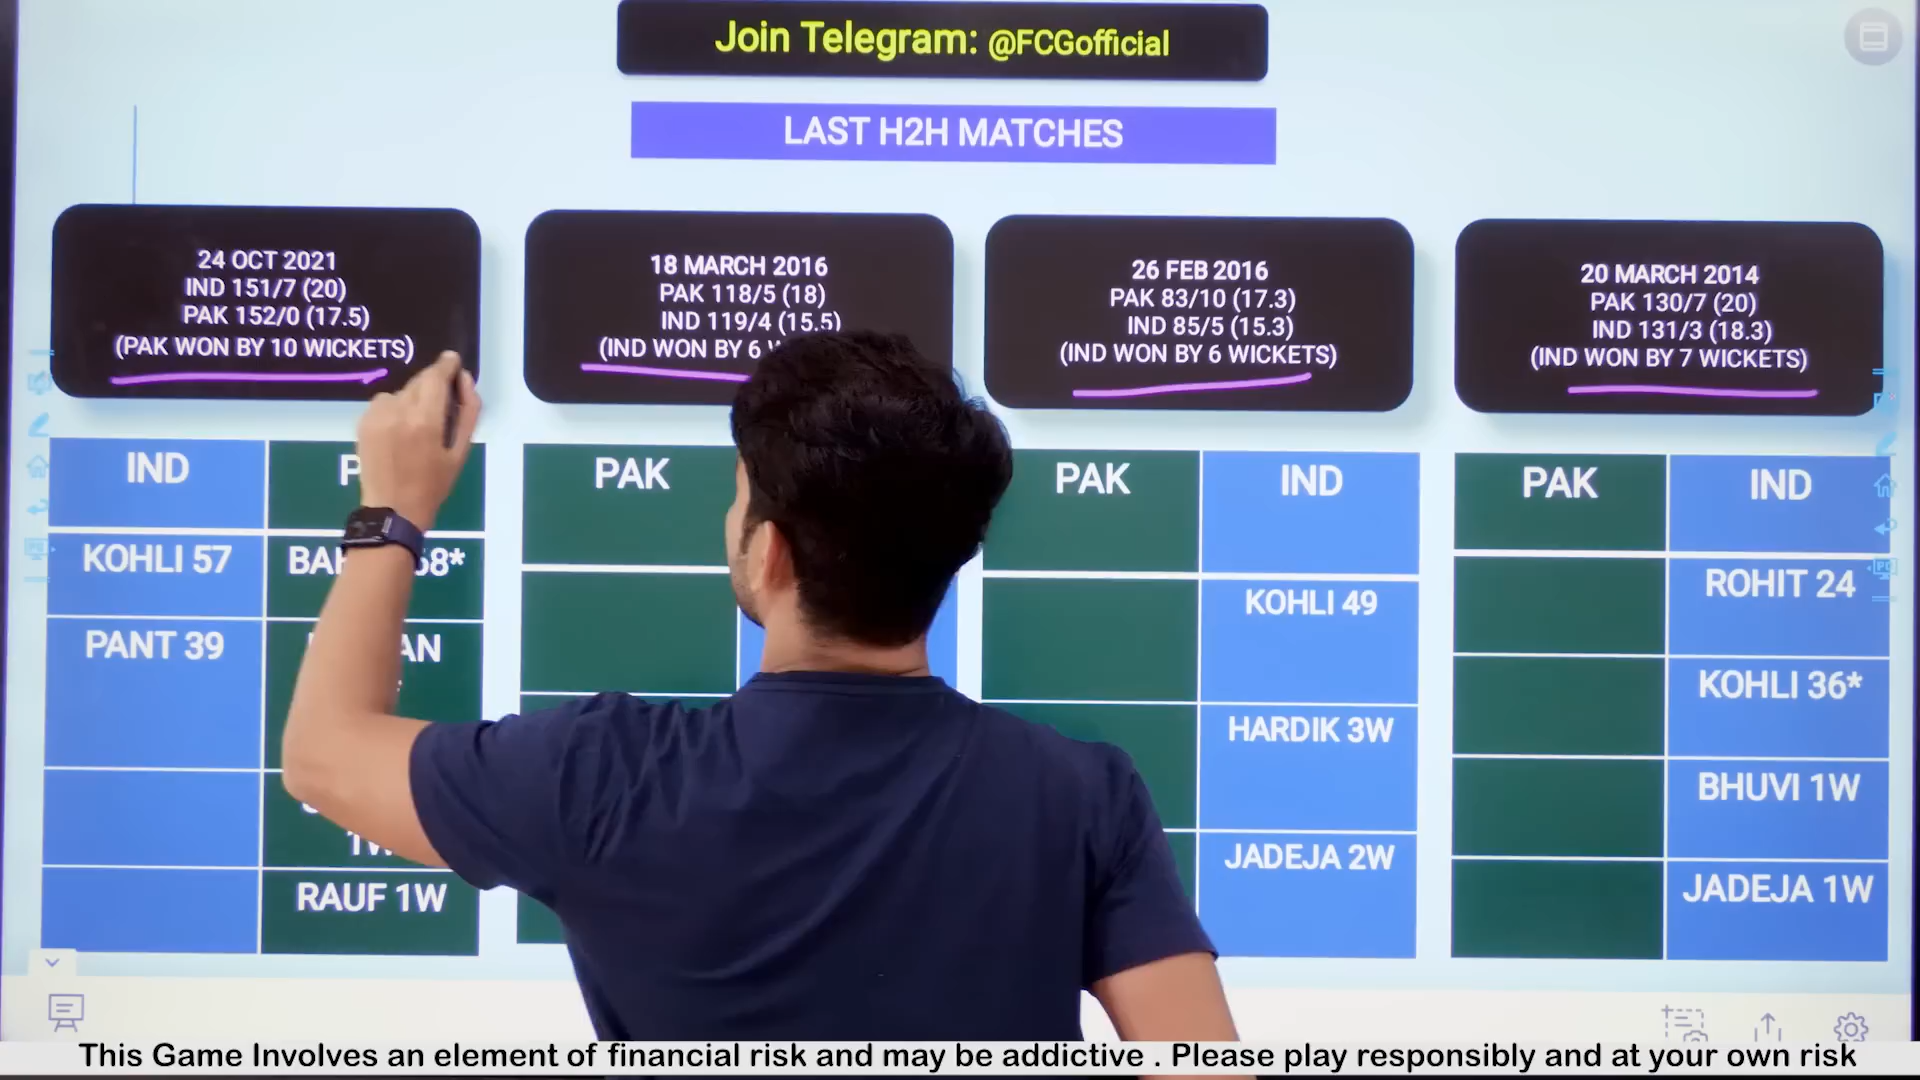 Join Telegram: @FCGofficial
LAST H2H MATCHES
24 OCT 2021
IND 151/7 (20)
PAK 152/0 (17.5)
(PAK WON BY 10 WICKETS)
18 MARCH 2016
PAK 118/5 (18)
IND 119/4 (15.5)
(IND WON BY 6
26 FEB 2016
PAK 83/10 (17.3)
IND 85/5 (15.3)
(IND WON BY 6 WICKETS)
20 MARCH 2014
PAK 130/7 (20)
IND 131/3 (18.3)
(IND WON BY 7 WICKETS)
IND
KOHLI 57
PANT 39
1W
RAUF 1W
PAK
PAK
IND
KOHLI 49
HARDIK 3W
JADEJA 2W
PAK
IND
ROHIT 24
KOHLI 36*
BHUVI 1W
JADEJA 1W
This Game Involves an element of financial risk and may be addictive . Please play responsibly and at your own risk